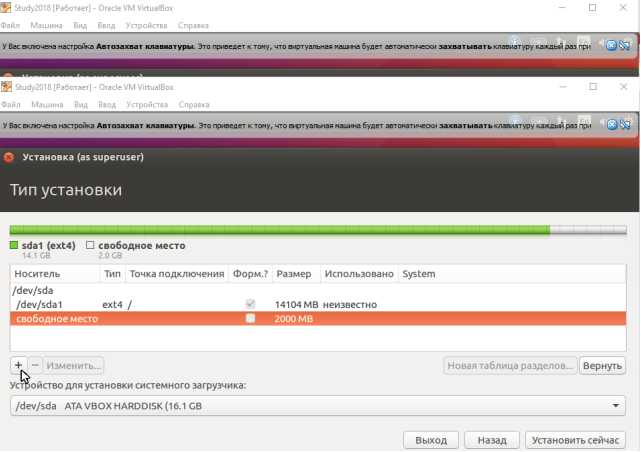 Study2018 [Работает] - Oracle VM VirtualBox
Файл Машина Вид Ввод Устройства Справка
У Вас включена настройка Автозахват клавиатуры. Это приведет к тому, что виртуальная машина будет автоматически захватывать клавиатуру каждый раз при
Study2018 [Работает] - Oracle VM VirtualBox
Файл Машина Вид Ввод Устройства Справка
У Вас включена настройка Автозахват клавиатуры. Это приведет к тому, что виртуальная машина будет автоматически захватывать клавиатуру каждый раз при
Установка (as superuser)
Тип установки
sda1 (ext4) свободное место
14.1 GB 2.0 GB
Носитель Тип Точка подключения Форм.? Размер Использовано System
/dev/sda
/dev/sda1 ext4 / 14104 MB неизвестно
свободное место 2000 MB
+ − Изменить... Новая таблица разделов... Вернуть
Устройство для установки системного загрузчика:
/dev/sda ATA VBOX HARDDISK (16.1 GB
Выход Назад Установить сейчас